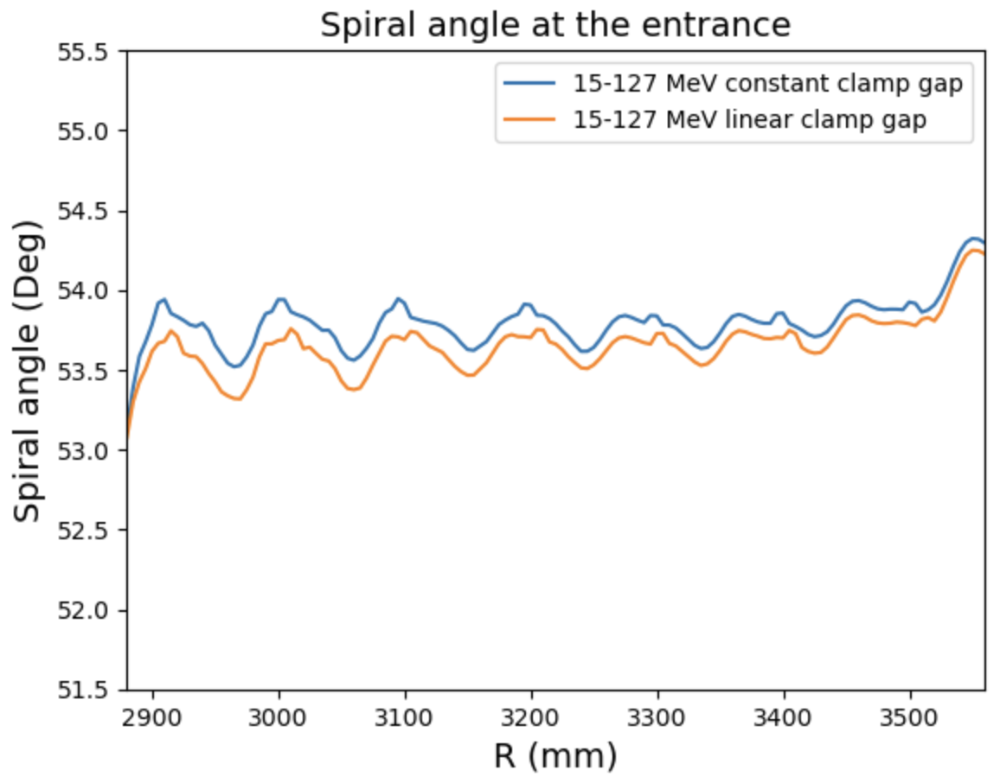 Spiral angle at the entrance
15-127 MeV constant clamp gap
15-127 MeV linear clamp gap
Spiral angle (Deg)
55.5
55.0
54.5
54.0
53.5
53.0
52.5
52.0
51.5
2900 3000 3100 3200 3300 3400 3500
R (mm)